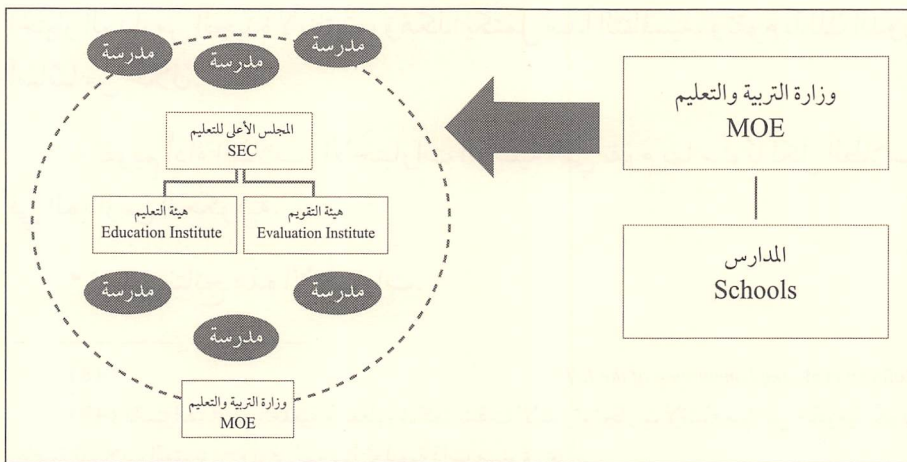 مدرسة
مدرسة
مدرسة
وزارة التربية والتعليم
MOE
المجلس الأعلى للتعليم
SEC
هيئة التقويم
Evaluation Institute
هيئة التعليم
Education Institute
المدارس
Schools
مدرسة
مدرسة
مدرسة
وزارة التربية والتعليم
MOE